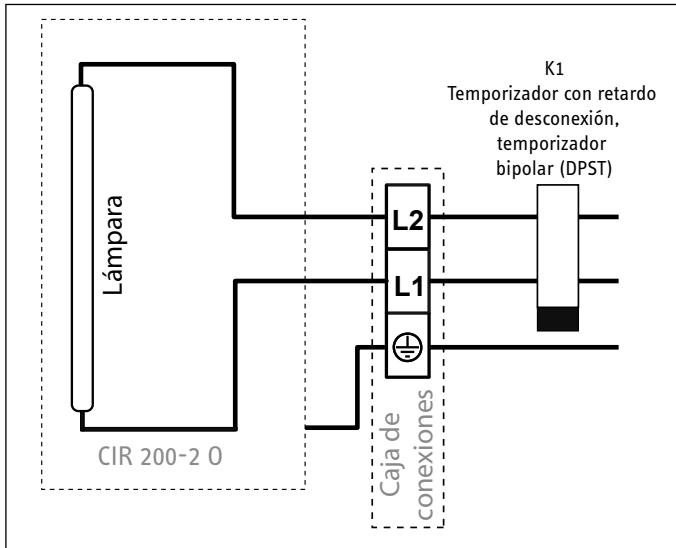 K1
Temporizador con retardo
de desconexión,
temporizador
bipolar (DPST)
Lámpara
L2
L1
CIR 200-2 O
Caja de
conexiones